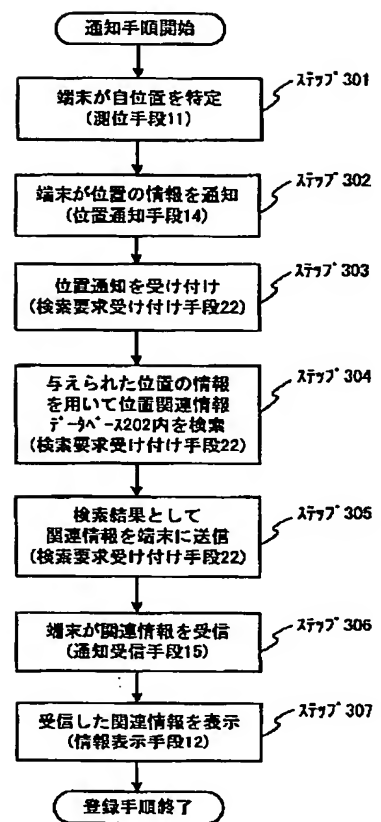 通知手順開始
ステップ301
端末が自位置を特定
(測位手段11)
ステップ302
端末が位置の情報を通知
(位置通知手段14)
ステップ303
位置通知を受け付け
(検索要求受け付け手段22)
ステップ304
与えられた位置の情報
を用いて位置関連情報
データベース202内を検索
(検索要求受け付け手段22)
ステップ305
検索結果として
関連情報を端末に送信
(検索要求受け付け手段22)
ステップ306
端末が関連情報を受信
(通知受信手段15)
ステップ307
受信した関連情報を表示
(情報表示手段12)
登録手順終了